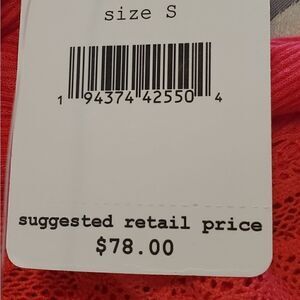 size S
1 94374 42550 4
suggested retail price
$78.00